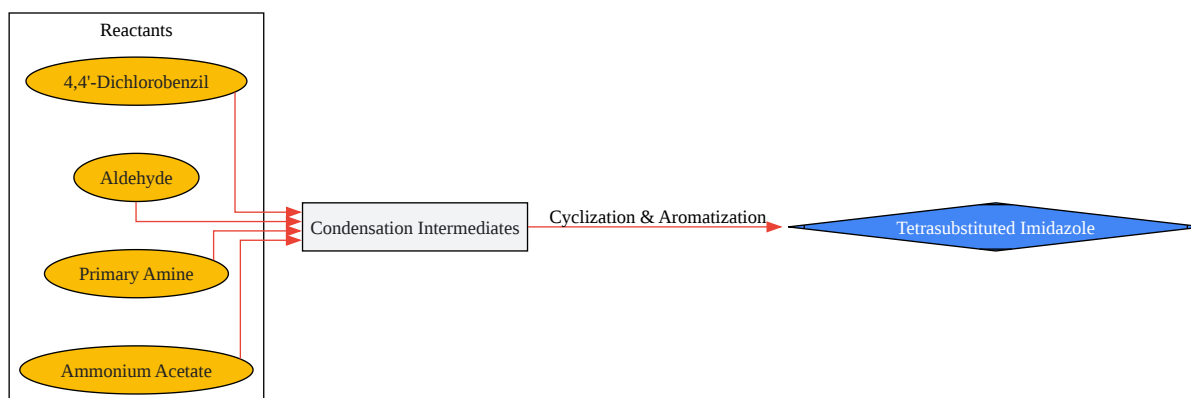 Reactants
4,4'-Dichlorobenzil
Aldehyde
Primary Amine
Ammonium Acetate
Condensation Intermediates
Cyclization & Aromatization
Tetrasubstituted Imidazole